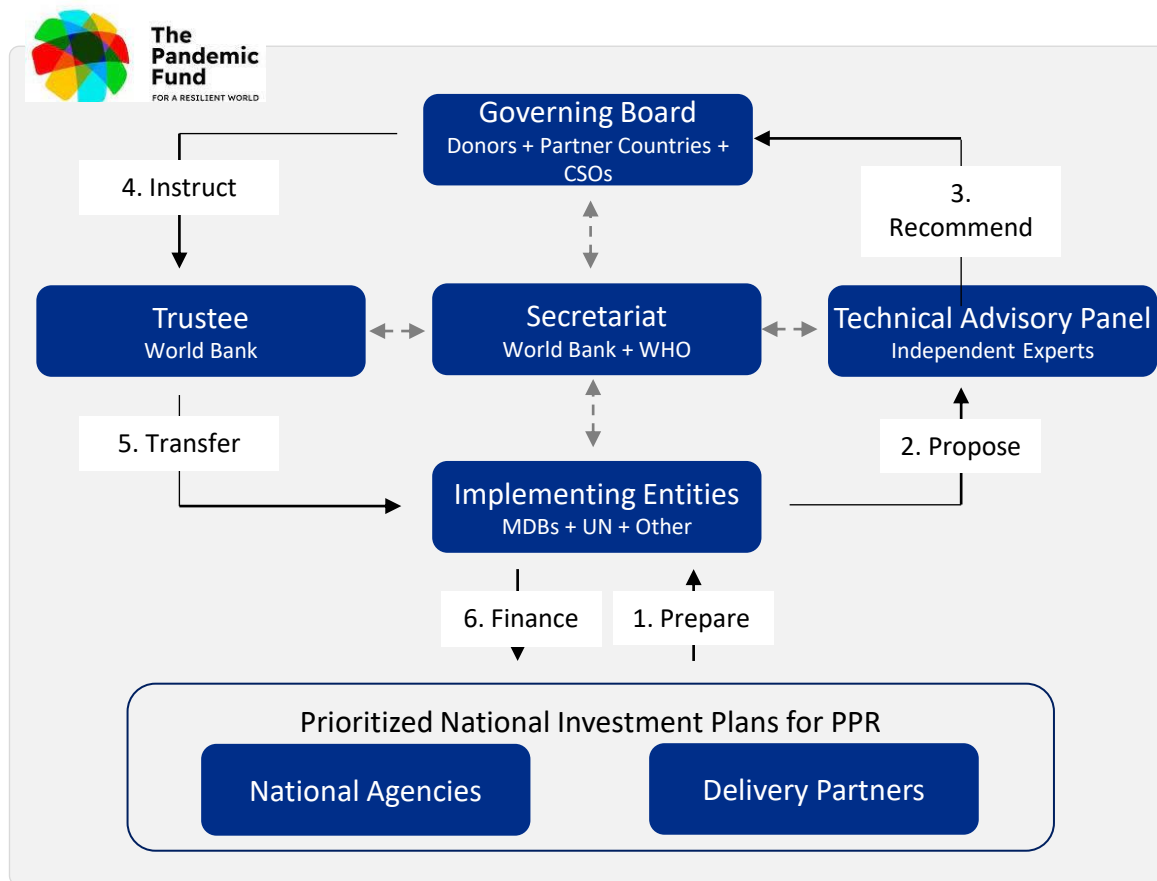 The
Pandemic
Fund
FOR A RESILIENT WORLD
Governing Board
Donors + Partner Countries +
CSOs
4. Instruct
3.
Recommend
Trustee
World Bank
Secretariat
World Bank + WHO
Technical Advisory Panel
Independent Experts
5. Transfer
2. Propose
Implementing Entities
MDBs + UN + Other
6. Finance
1. Prepare
Prioritized National Investment Plans for PPR
National Agencies
Delivery Partners